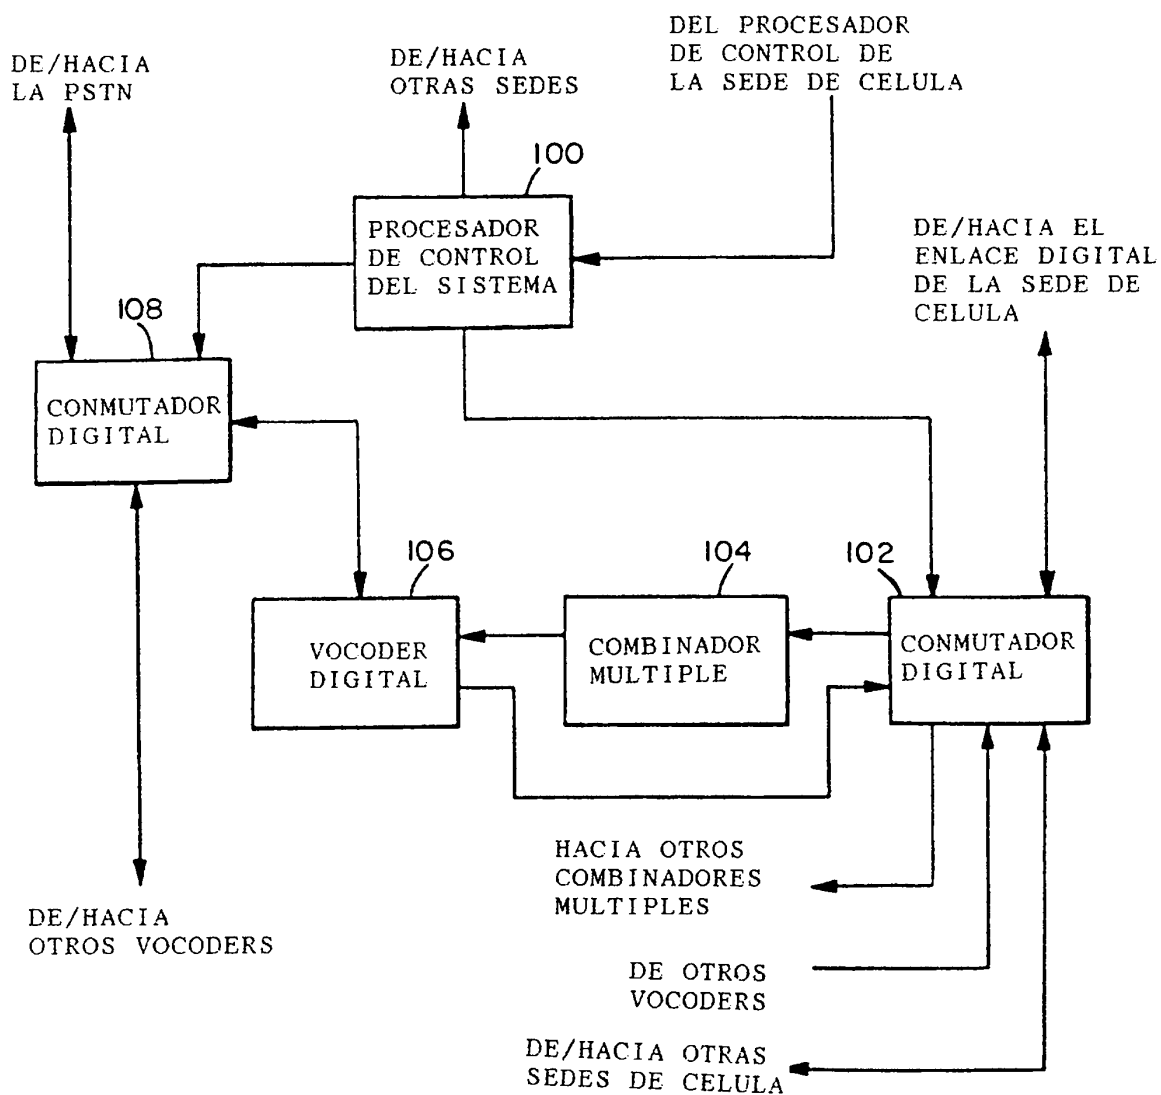 DEL PROCESADOR
DE CONTROL DE
LA SEDE DE CELULA
DE/HACIA
OTRAS SEDES
DE/HACIA
LA PSTN
100
PROCESADOR
DE CONTROL
DEL SISTEMA
DE/HACIA EL
ENLACE DIGITAL
DE LA SEDE DE
CELULA
108
CONMUTADOR
DIGITAL
106
VOCODER
DIGITAL
104
COMBINADOR
MULTIPLE
102
CONMUTADOR
DIGITAL
HACIA OTROS
COMBINADORES
MULTIPLES
DE/HACIA
OTROS VOCODERS
DE OTROS
VOCODERS
DE/HACIA OTRAS
SEDES DE CELULA